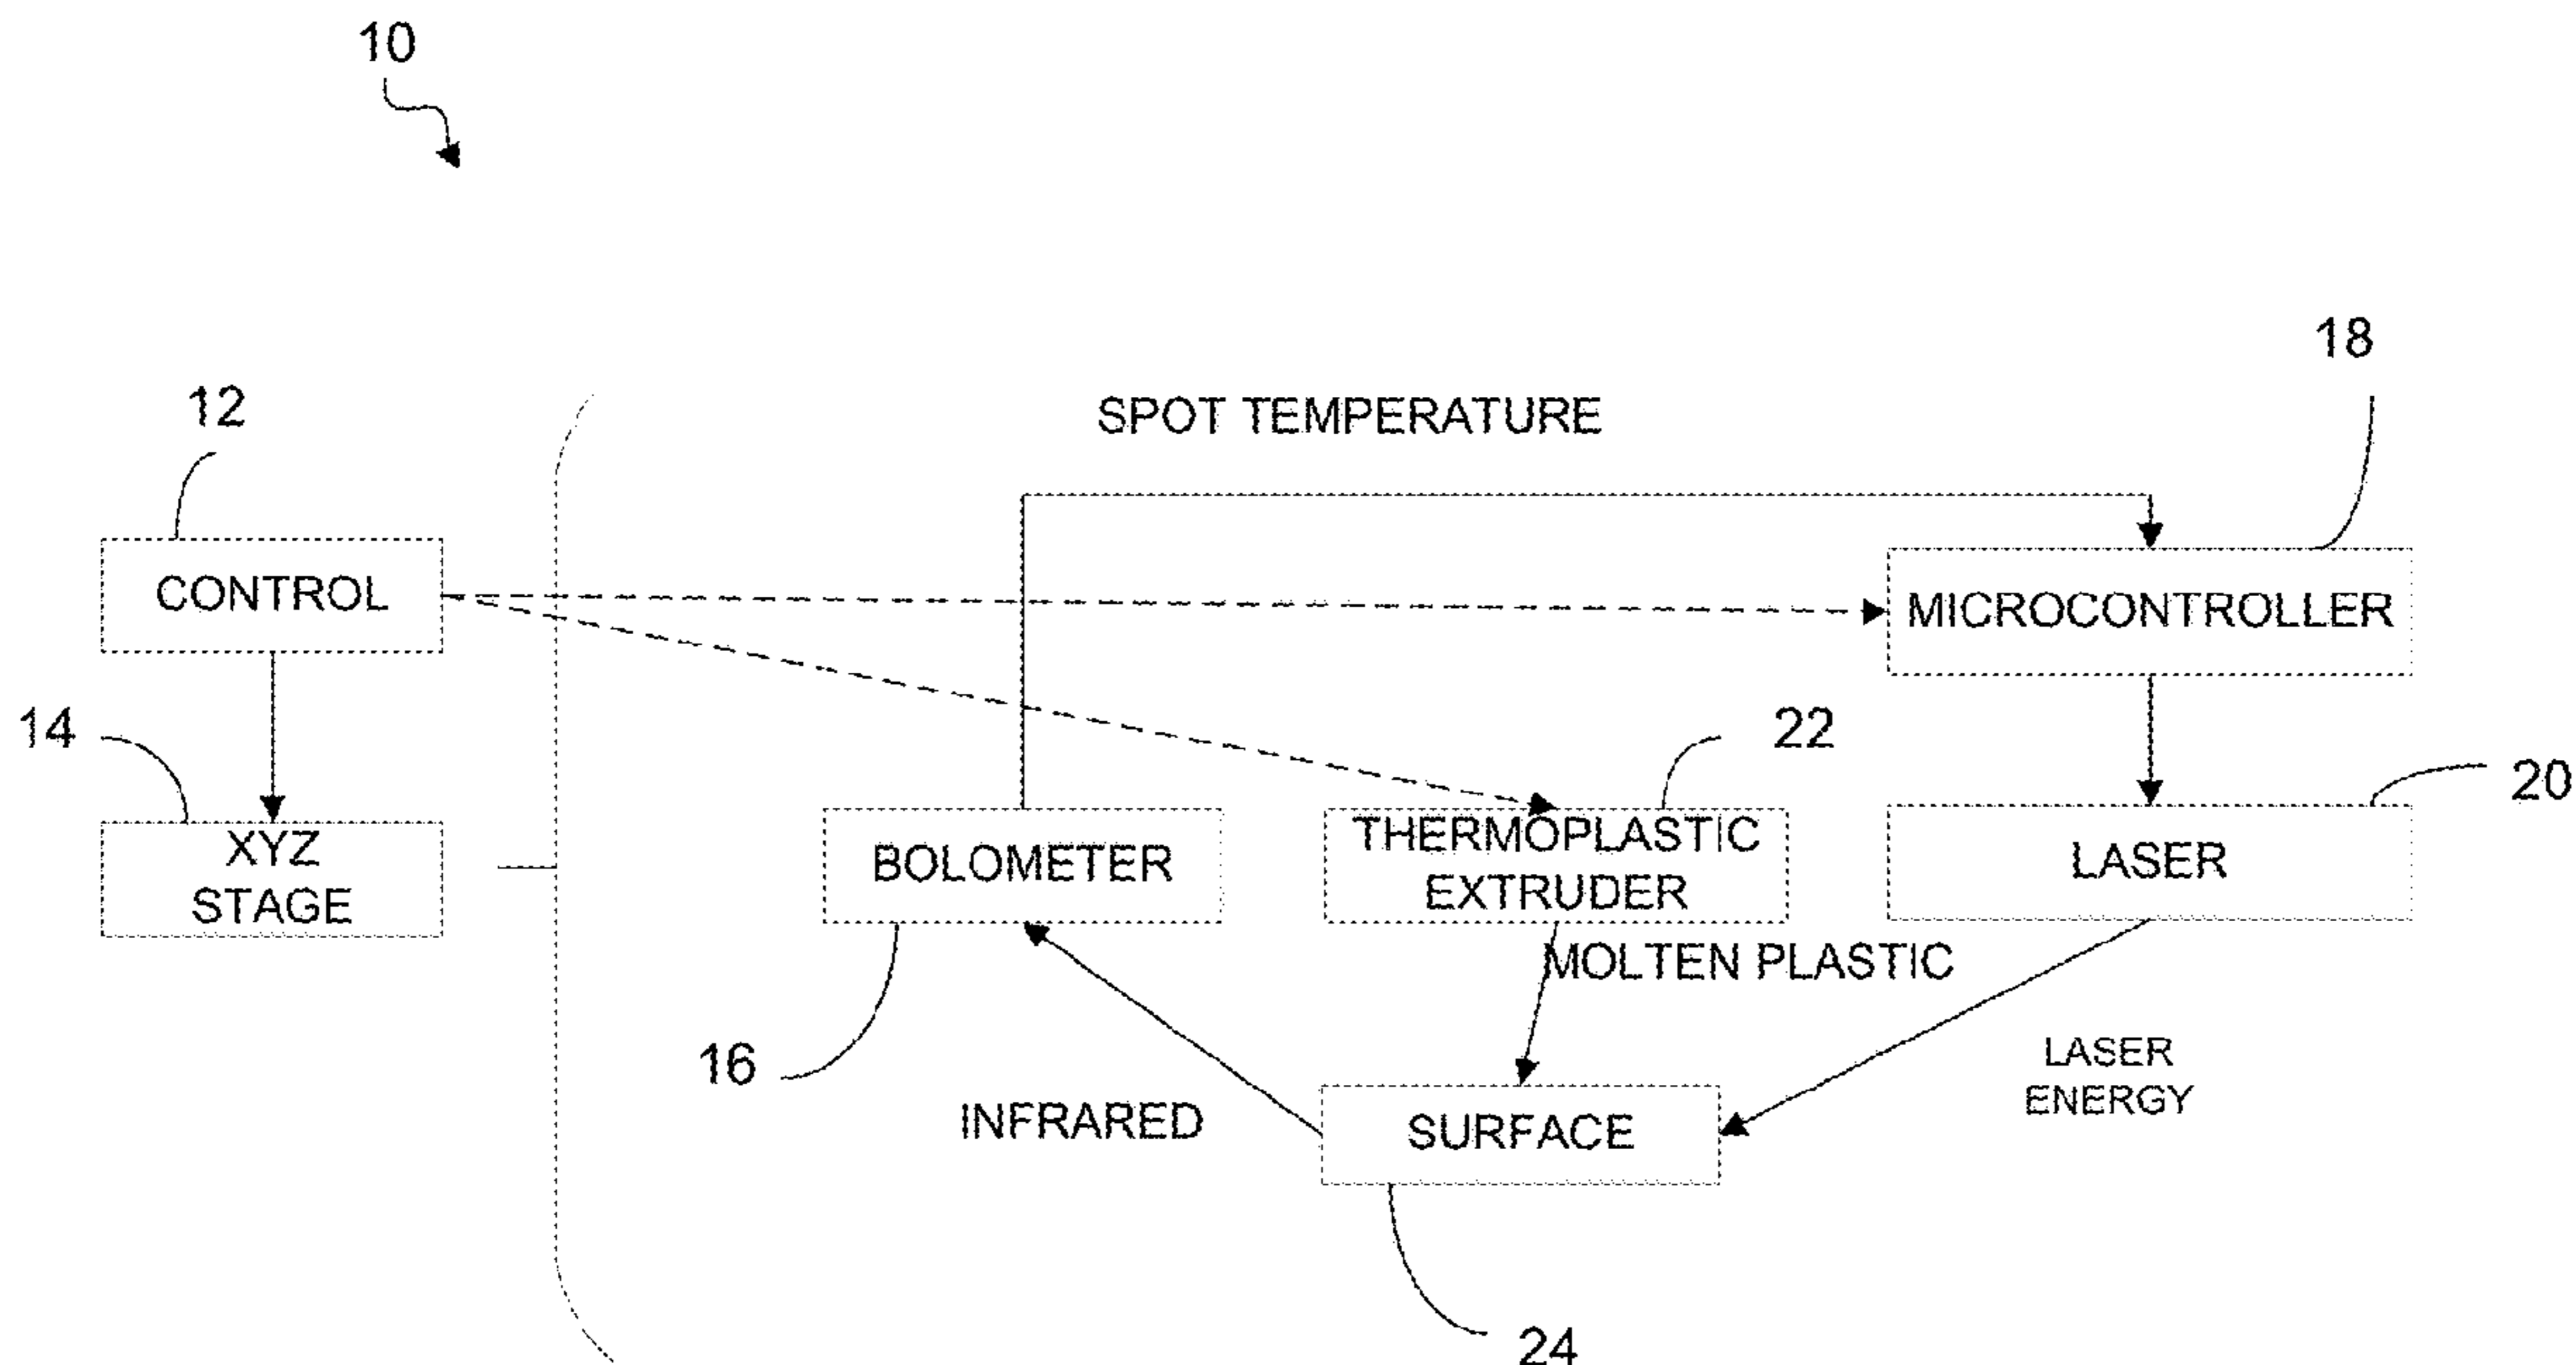 10
18
12
SPOT TEMPERATURE
CONTROL
MICROCONTROLLER
14
22
20
XYZ
STAGE
BOLOMETER
THERMOPLASTIC
EXTRUDER
LASER
MOLTEN PLASTIC
16
INFRARED
SURFACE
LASER
ENERGY
24